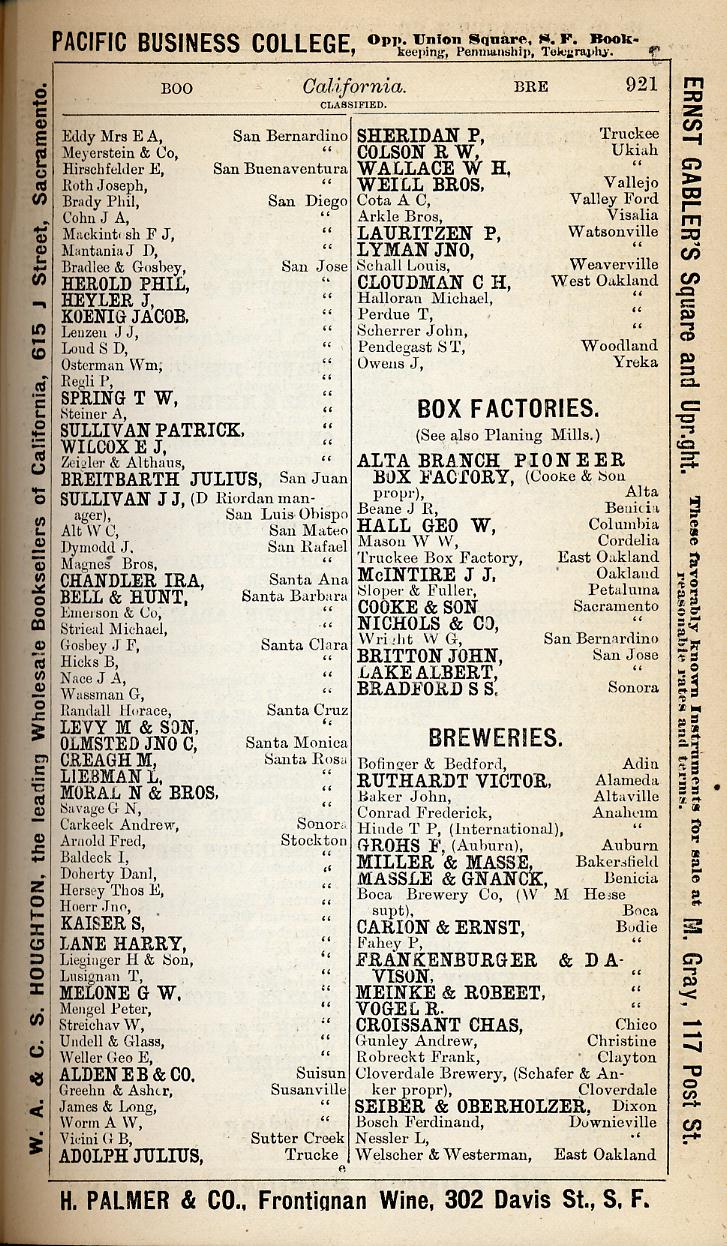 PACIFIC BUSINESS COLLEGE, Opp. Union Square, S. F. Book-
keeping, Penmanship, Telegraphy.
BOO California. BRE 921
CLASSIFIED.
Eddy Mrs E A, San Bernardino
Meyerstein & Co, “
Hirschfelder E, San Buenaventura
Roth Joseph, “
Brady Phil, San Diego
Cohn J A, “
Mackintosh F J, “
Mantania J D, “
Bradlee & Gosbey, San Jose
HEROLD PHIL, “
HEYLER J, “
KOENIG JACOB, “
Lenzen J J, “
Loud S D, “
Osterman Wm; “
Regli P, “
SPRING T W, “
Steiner A, “
SULLIVAN PATRICK, “
WILCOX E J, “
Zeigler & Althaus, “
BREITBARTH JULIUS, San Juan
SULLIVAN J J, (D Riordan man-
ager), San Luis Obispo
Alt W C, San Mateo
Dymodd J, San Rafael
Magnes Bros, “
CHANDLER IRA, Santa Ana
BELL & HUNT, Santa Barbara
Emerson & Co, “
Strieal Michael, “
Gosbey J F, Santa Clara
Hicks B, “
Nace J A, “
Wassman G, “
Randall Horace, Santa Cruz
LEVY M & SON, “
OLMSTED JNO C, Santa Monica
CREAGH M, Santa Rosa
LIEBMAN L, “
MORAL N & BROS, “
Savage G N, “
Carkeek Andrew, Sonora
Arnold Fred, Stockton
Baldeck I, “
Doherty Danl, “
Hersey Thos E, “
Hoerr Jno, “
KAISER S, “
LANE HARRY, “
Lieginger H & Son, “
Lusignan T, “
MELONE G W, “
Mengel Peter, “
Streichav W, “
Undell & Glass, “
Weller Geo E, “
ALDEN E B & CO. Suisun
Greehn & Asher, Susanville
James & Long, “
Worm A W, “
Vicini G B, Sutter Creek
ADOLPH JULIUS, Trucke
e
SHERIDAN P, Truckee
COLSON R W, Ukiah
WALLACE W H, “
WEILL BROS, Vallejo
Cota A C, Valley Ford
Arkle Bros, Visalia
LAURITZEN P, Watsonville
LYMAN JNO, “
Schall Louis, Weaverville
CLOUDMAN C H, West Oakland
Halloran Michael, “
Perdue T, “
Scherrer John, “
Pendegast S T, Woodland
Owens J, Yreka
BOX FACTORIES.
(See also Planing Mills.)
ALTA BRANCH PIONEER
BOX FACTORY, (Cooke & Son
propr), Alta
Beane J R, Benicia
HALL GEO W, Columbia
Mason W W, Cordelia
Truckee Box Factory, East Oakland
McINTIRE J J, Oakland
Sloper & Fuller, Petaluma
COOKE & SON Sacramento
NICHOLS & CO, “
Wright W G, San Bernardino
BRITTON JOHN, San Jose
LAKE ALBERT, “
BRADFORD S S, Sonora
BREWERIES.
Bofinger & Bedford, Adin
RUTHARDT VICTOR, Alameda
Baker John, Altaville
Conrad Frederick, Anaheim
Hinde T P, (International), “
GROHS F, (Auburn), Auburn
MILLER & MASSE, Bakersfield
MASSLE & GNANCK, Benicia
Boca Brewery Co, (W M Hesse
supt), Boca
CARION & ERNST, Bodie
Fahey P, “
FRANKENBURGER & DA-
VISON, “
MEINKE & ROBEET, “
VOGEL R. “
CROISSANT CHAS, Chico
Gunley Andrew, Christine
Robreckt Frank, Clayton
Cloverdale Brewery, (Schafer & An-
ker propr), Cloverdale
SEIBER & OBERHOLZER, Dixon
Bosch Ferdinand, Downieville
Nessler L, “
Welscher & Westerman, East Oakland
H. PALMER & CO., Frontignan Wine, 302 Davis St., S, F.
W. A. & C. S. HOUGHTON, the leading Wholesale Booksellers of California, 615 J Street, Sacramento.
ERNST GABLER'S Square and Upr.ght. These favorably known Instruments for sale at M. Gray, 117 Post St.
reasonable rates and terms.